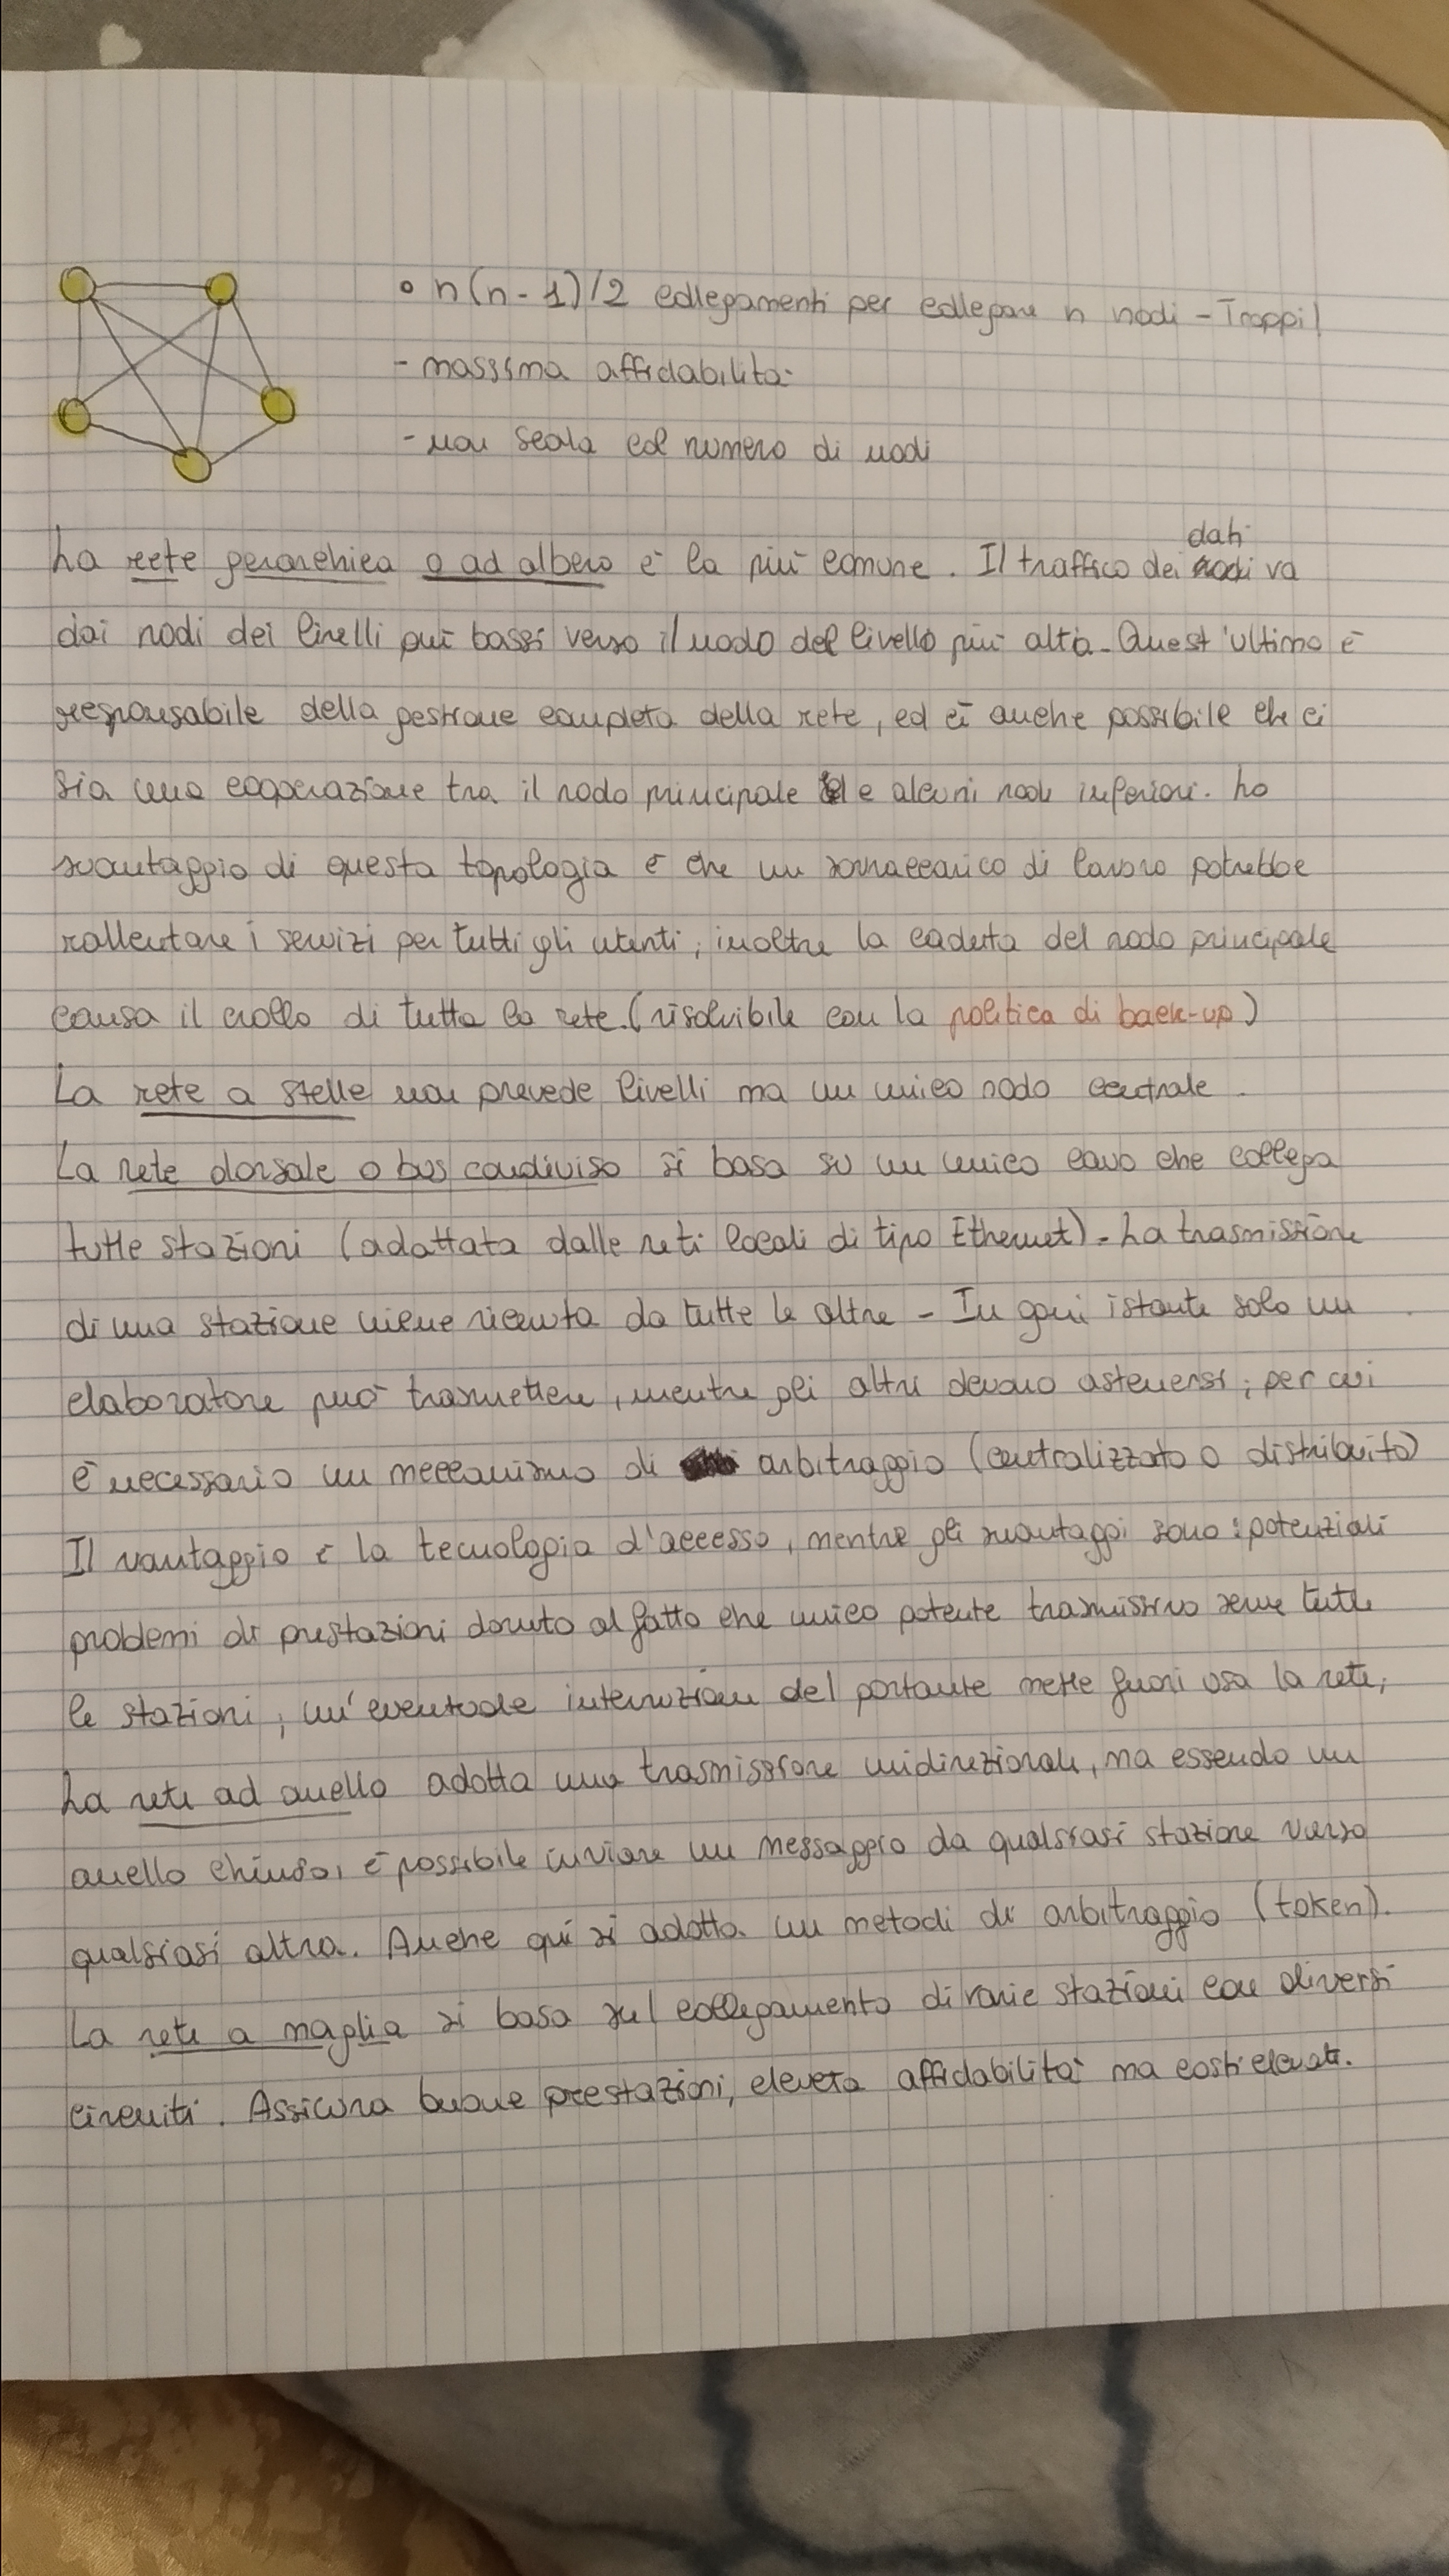 • n(n-1)/2 collegamenti per collegare n nodi - Troppi!
- massima affidabilità
- non scala col numero di nodi
dati
La rete gerarchica o ad albero è la più comune. Il traffico dei nodi va
dai nodi dei livelli più bassi verso il nodo del livello più alto. Quest'ultimo è
responsabile della gestione completa della rete, ed è anche possibile che ci
sia una cooperazione tra il nodo principale e alcuni nodi inferiori. Lo
svantaggio di questa topologia è che un sovraccarico di lavoro potrebbe
rallentare i servizi per tutti gli utenti; inoltre la caduta del nodo principale
causa il crollo di tutta la rete. (risolvibile con la politica di back-up)
La rete a stelle non prevede livelli ma un unico nodo centrale.
La rete dorsale o bus condiviso si basa su un unico cavo che collega
tutte stazioni (adottata dalle reti locali di tipo Ethernet). La trasmissione
di una stazione viene ricevuta da tutte le altre - In ogni istante solo un
elaboratore può trasmettere, mentre gli altri devono astenersi; per cui
è necessario un meccanismo di arbitraggio (centralizzato o distribuito)
Il vantaggio è la tecnologia d'accesso, mentre gli svantaggi sono: potenziali
problemi di prestazioni dovuto al fatto che unico potente trasmissivo serve tutte
le stazioni; un'eventuale interruzione del portante mette fuori uso la rete;
La rete ad anello adotta una trasmissione unidirezionale, ma essendo un
anello chiuso, è possibile inviare un messaggio da qualsiasi stazione verso
qualsiasi altra. Anche qui si adotta un metodi di arbitraggio (token).
La rete a maglia si basa sul collegamento di varie stazioni con diversi
circuiti. Assicura buone prestazioni, elevata affidabilità ma costi elevati.